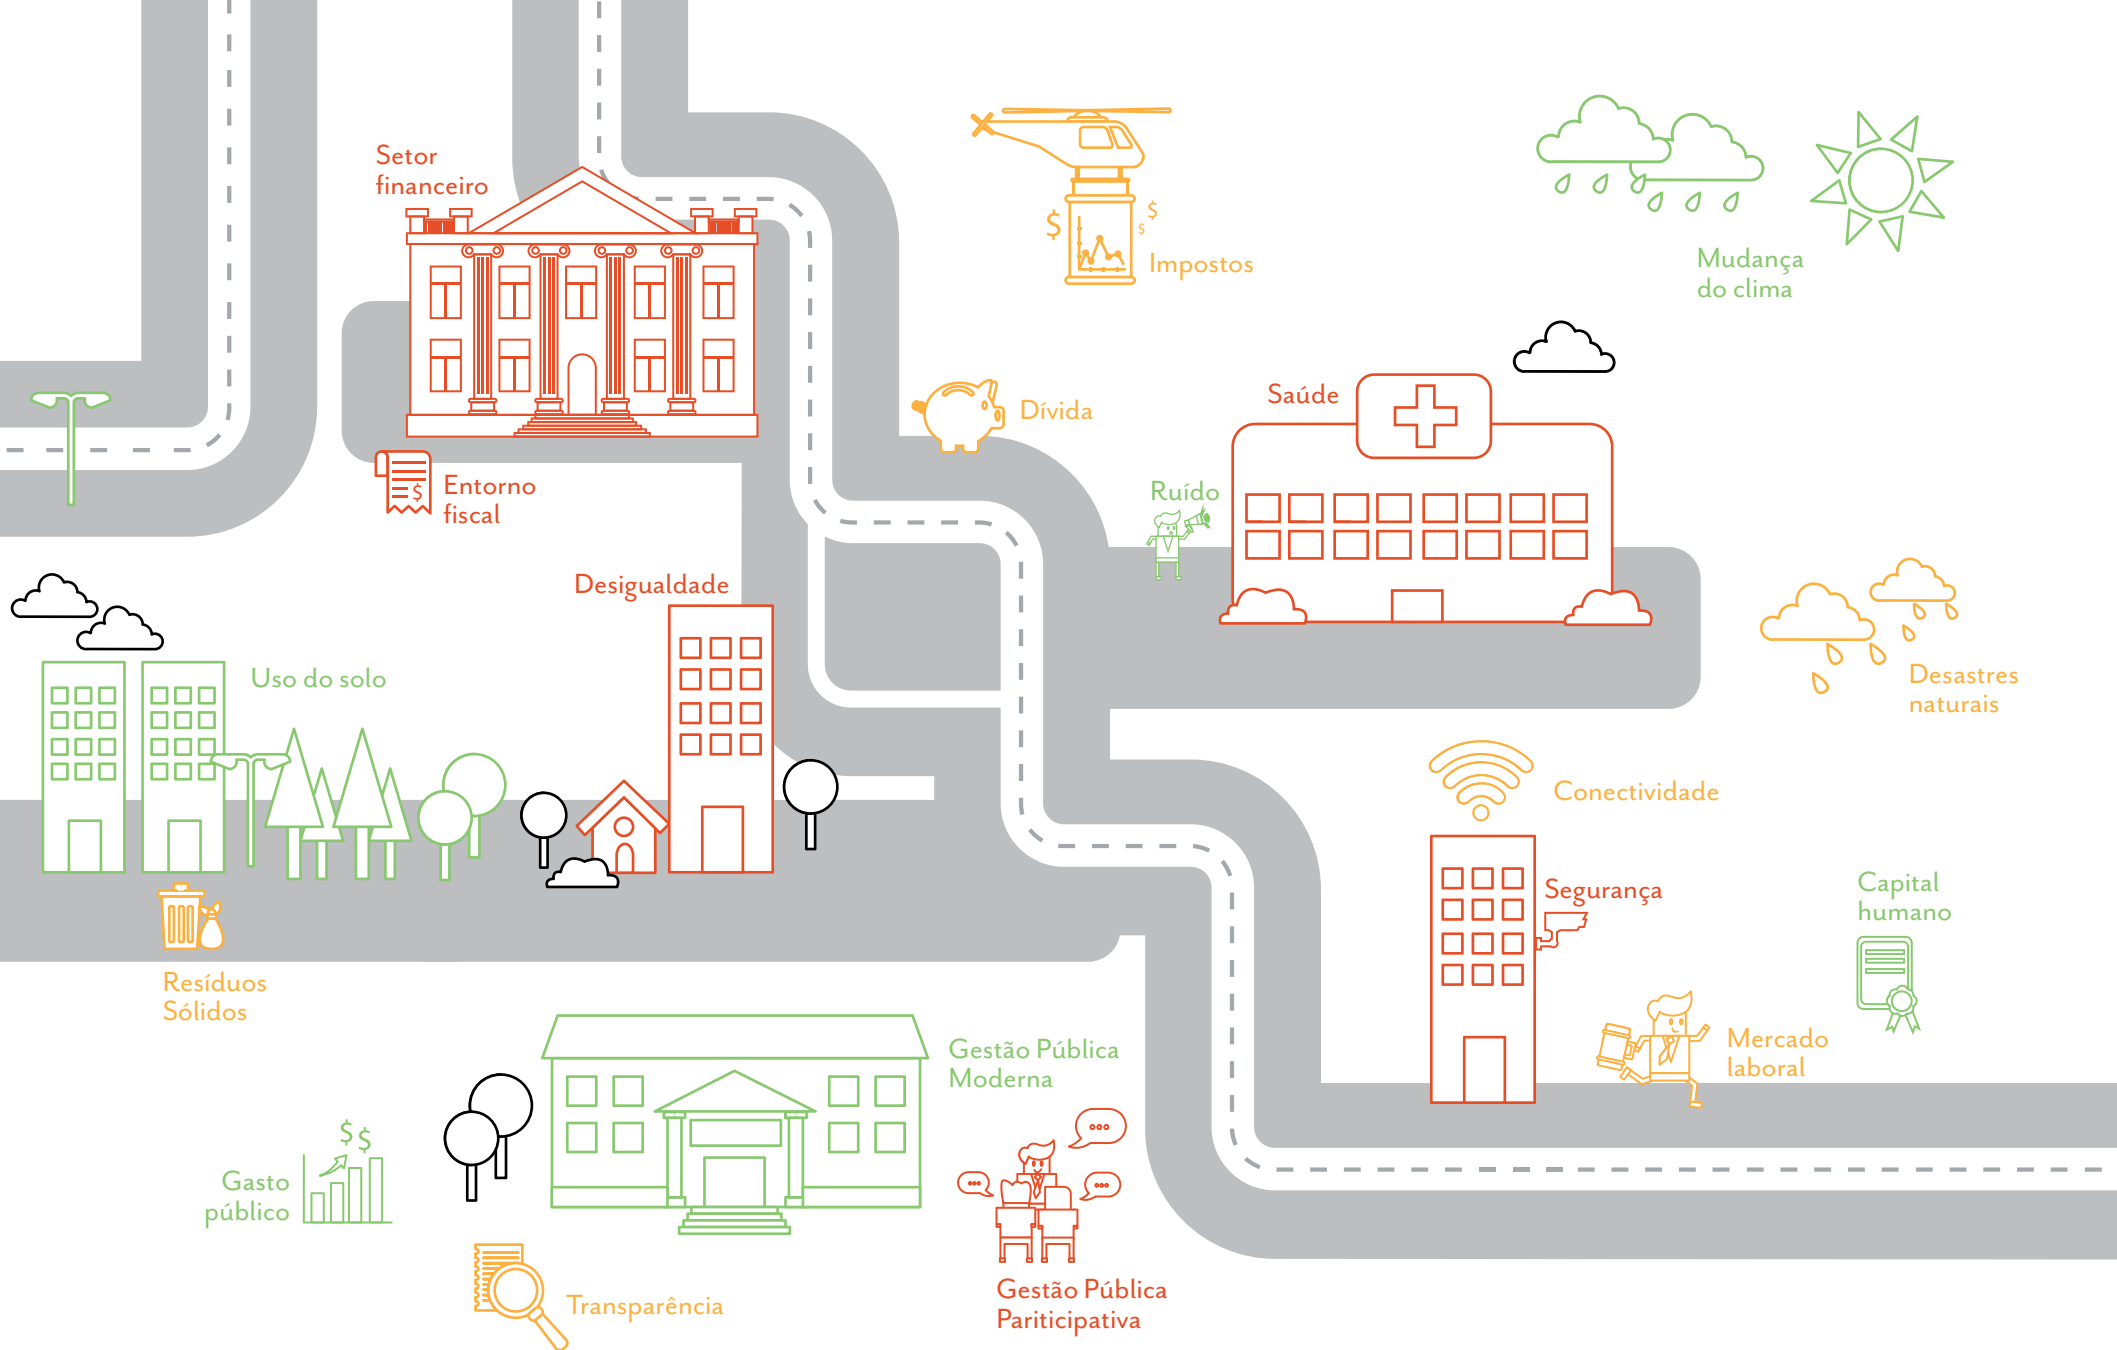 Setor
financeiro
Impostos
Mudança
do clima
Saúde
Dívida
Entorno
fiscal
Ruído
Desigualdade
Uso do solo
Desastres
naturais
Conectividade
Segurança
Capital
humano
Resíduos
Sólidos
Mercado
laboral
Gestão Pública
Moderna
Gasto
público
Transparência
Gestão Pública
Pariticipativa